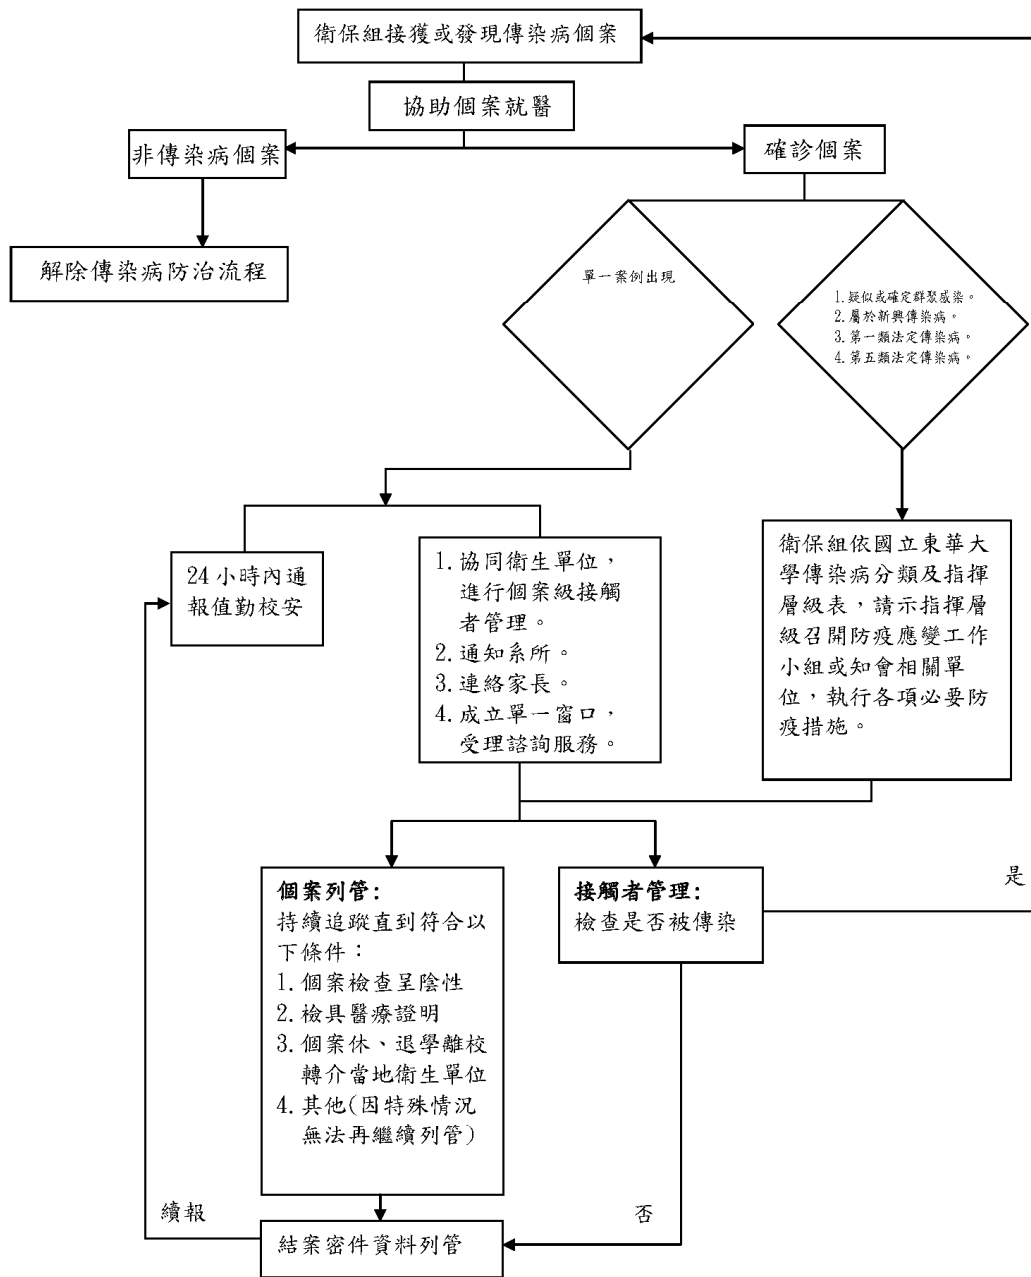 衛保組接獲或發現傳染病個案
協助個案就醫
非傳染病個案
確診個案
解除傳染病防治流程
單一案例出現
1.疑似或確定群聚感染。
2.屬於新興傳染病。
3.第一類法定傳染病。
4.第五類法定傳染病。
24小時內通
報值勤校安
1.協同衛生單位，
進行個案級接觸
者管理。
2.通知系所。
3.連絡家長。
4.成立單一窗口，
受理諮詢服務。
衛保組依國立東華大
學傳染病分類及指揮
層級表，請示指揮層
級召開防疫應變工作
小組或知會相關單
位，執行各項必要防
疫措施。
個案列管:
持續追蹤直到符合以
下條件：
1.個案檢查呈陰性
2.檢具醫療證明
3.個案休、退學離校
轉介當地衛生單位
4.其他(因特殊情況
無法再繼續列管)
接觸者管理:
檢查是否被傳染
是
續報
否
結案密件資料列管